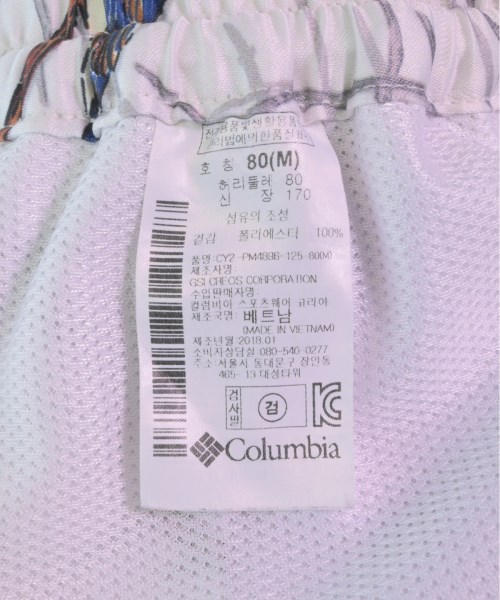 호 칭 80(M)
허리둘레 80
신 장 170
섬유의 조성
겉감 폴리에스터 100%
품명:CY2-PM4896-125-80(M)
제조자명
GSI CREOS CORPORATION
수입판매자명:
컬럼비아 스포츠웨어 코리아
제조국명: 베트남
(MADE IN VIETNAM)
제조년월 2018.01
소비자상담실 080-540-0277
주소:서울시 동대문구 장안동
465-13 대성타워
검사필 검
KC
Columbia